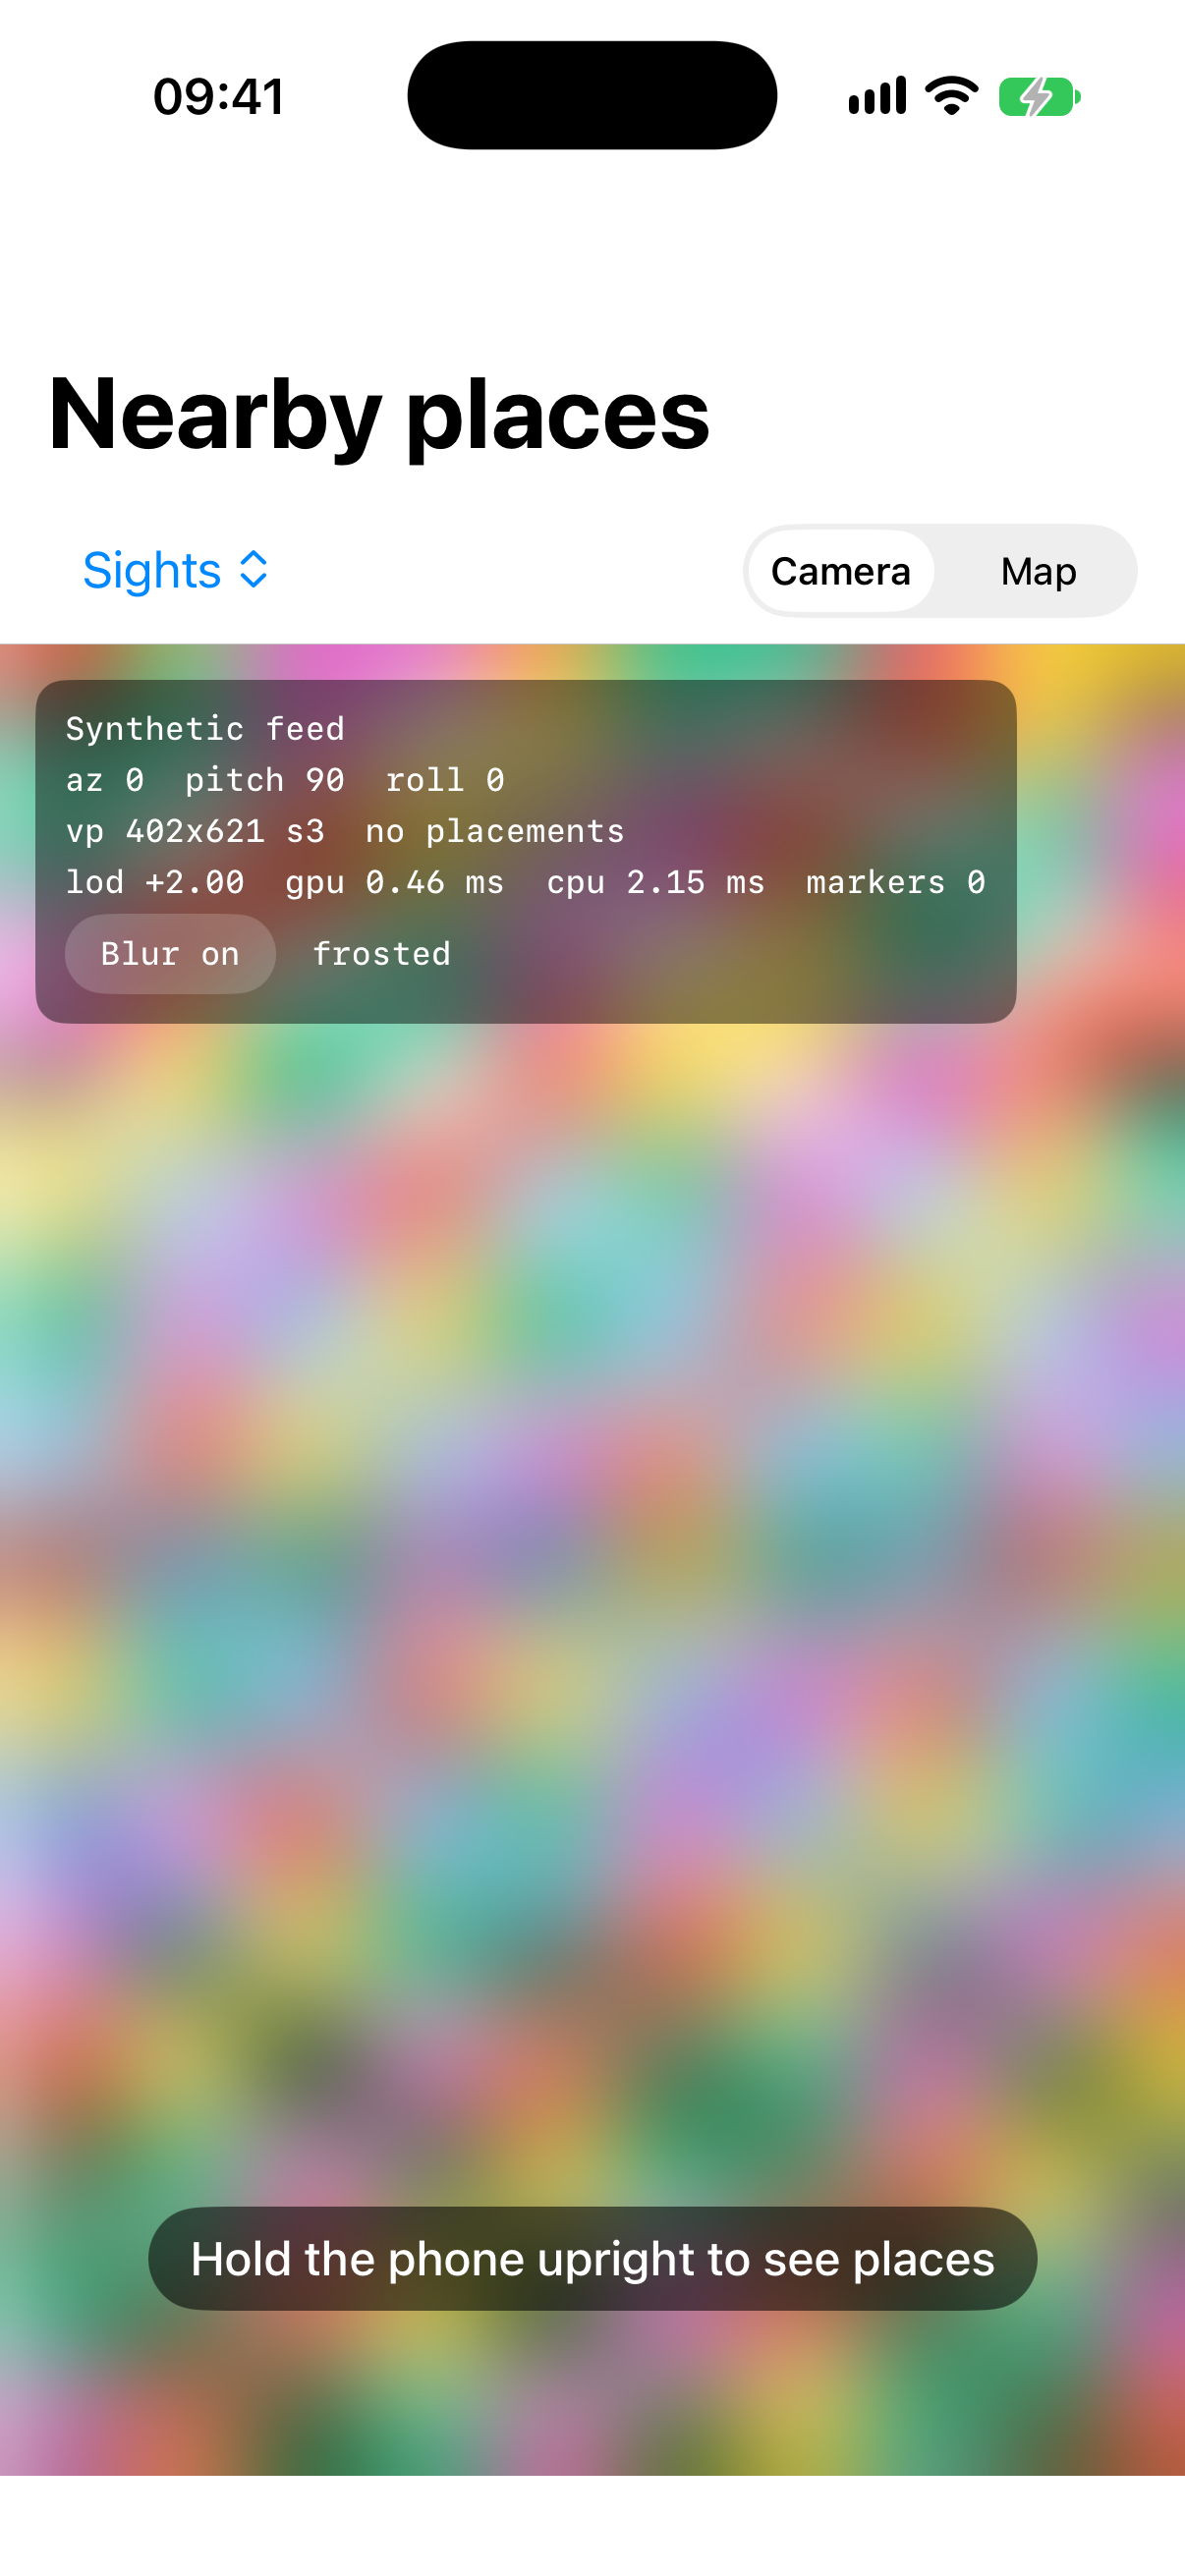 09:41
Nearby places
Sights
Camera Map
Synthetic feed
az 0  pitch 90  roll 0
vp 402x621 s3  no placements
lod +2.00  gpu 0.46 ms  cpu 2.15 ms  markers 0
Blur on frosted
Hold the phone upright to see places